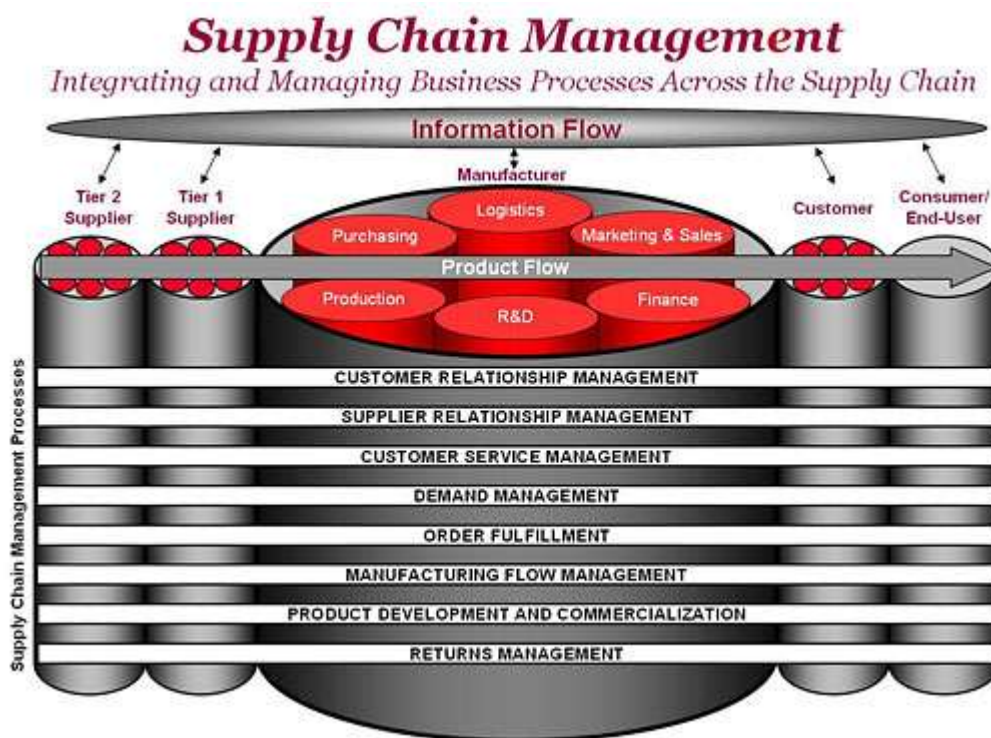 Supply Chain Management
Integrating and Managing Business Processes Across the Supply Chain
Information Flow
Tier 2
Supplier
Tier 1
Supplier
Manufacturer
Customer
Consumer/
End-User
Logistics
Purchasing
Marketing & Sales
Product Flow
Production
R&D
Finance
Supply Chain Management Processes
CUSTOMER RELATIONSHIP MANAGEMENT
SUPPLIER RELATIONSHIP MANAGEMENT
CUSTOMER SERVICE MANAGEMENT
DEMAND MANAGEMENT
ORDER FULFILLMENT
MANUFACTURING FLOW MANAGEMENT
PRODUCT DEVELOPMENT AND COMMERCIALIZATION
RETURNS MANAGEMENT